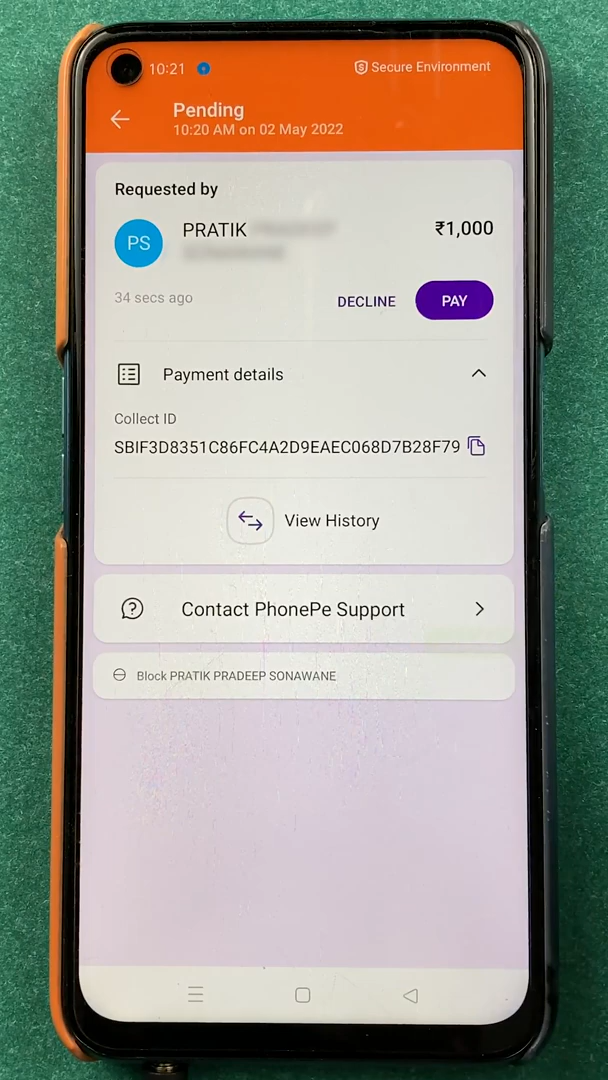 10:21
Secure Environment
Pending
10:20 AM on 02 May 2022
Requested by
PS
PRATIK
₹1,000
34 secs ago
DECLINE
PAY
Payment details
Collect ID
SBIF3D8351C86FC4A2D9EAEC068D7B28F79
View History
Contact PhonePe Support
Block PRATIK PRADEEP SONAWANE